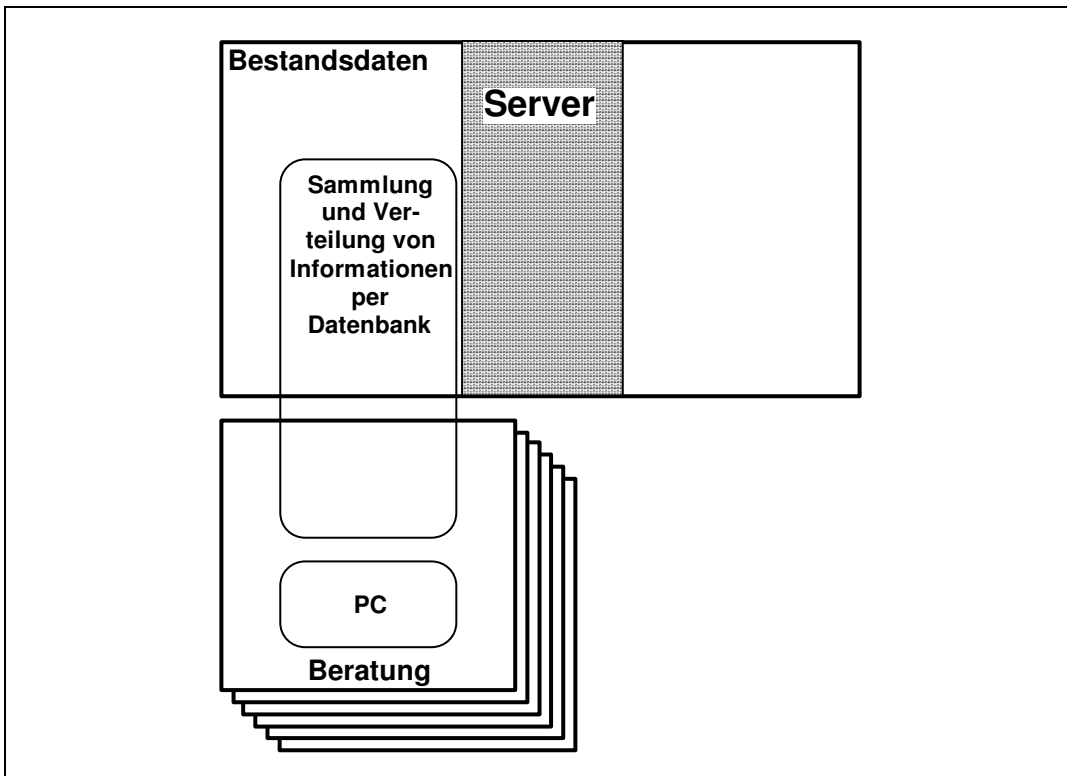 Bestandsdaten
Server
Sammlung
und Ver-
teilung von
Informationen
per
Datenbank
PC
Beratung